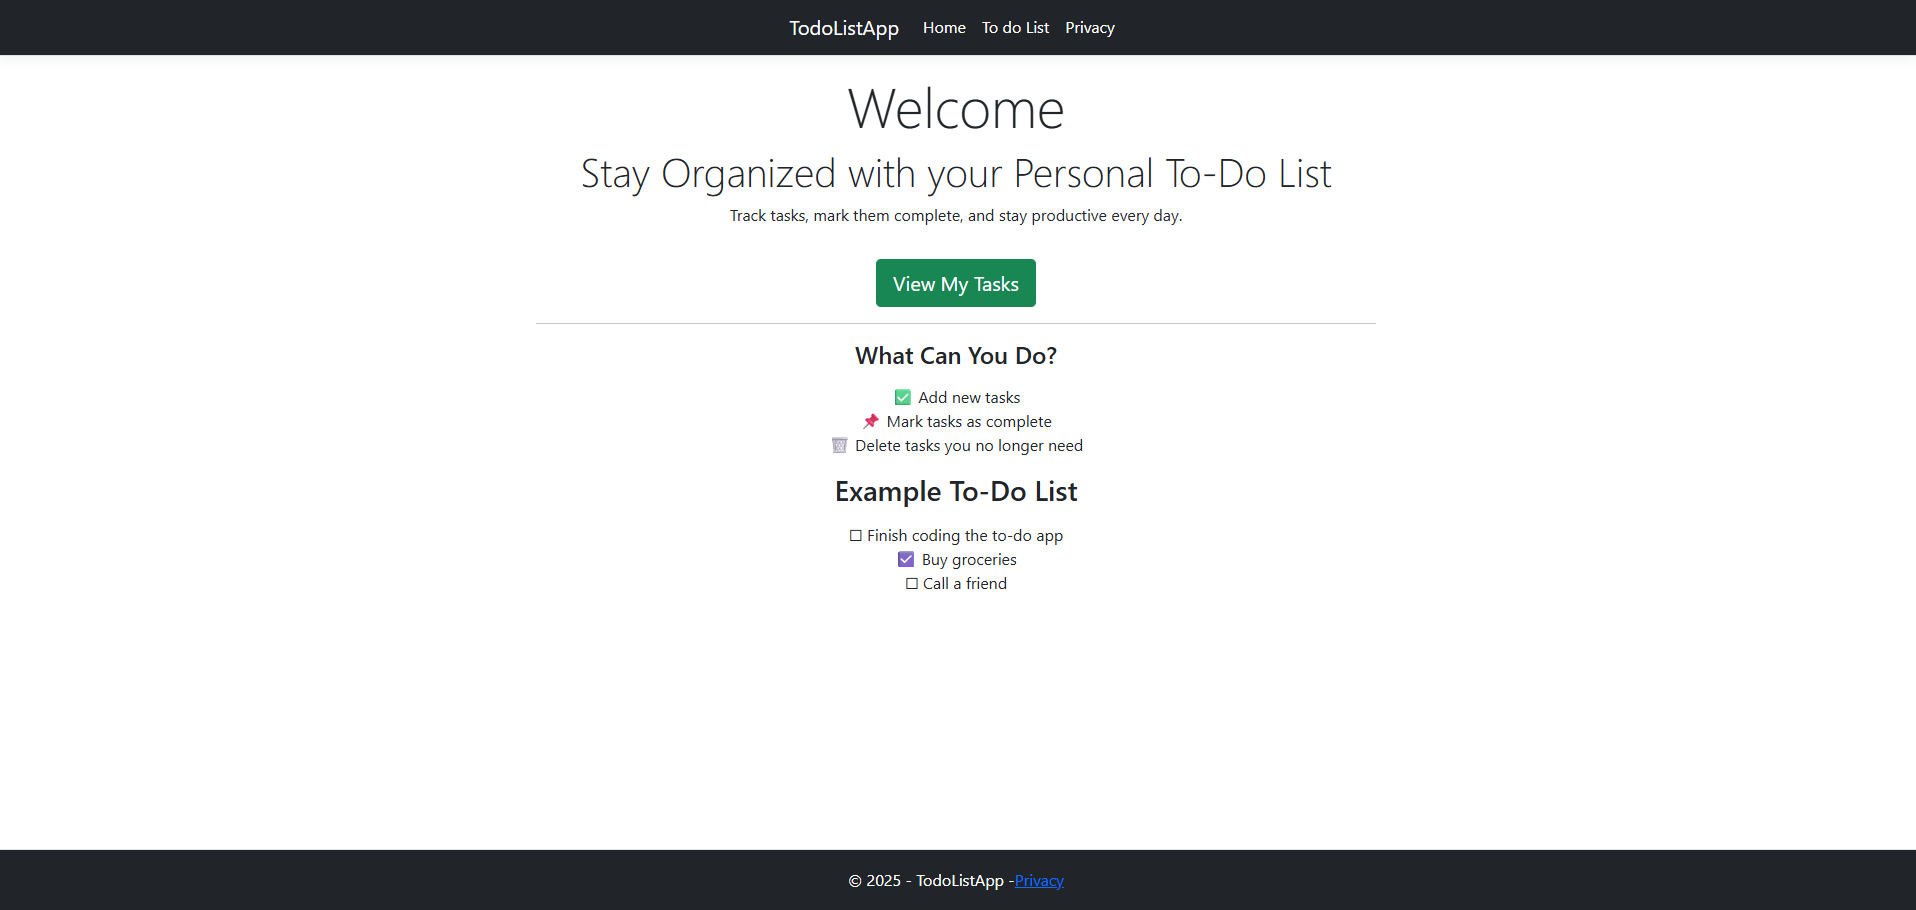 TodoListApp Home To do List Privacy
Welcome
Stay Organized with your Personal To-Do List
Track tasks, mark them complete, and stay productive every day.
View My Tasks
What Can You Do?
✅ Add new tasks
📌 Mark tasks as complete
🗑️ Delete tasks you no longer need
Example To-Do List
☐ Finish coding the to-do app
☑️ Buy groceries
☐ Call a friend
© 2025 - TodoListApp -Privacy